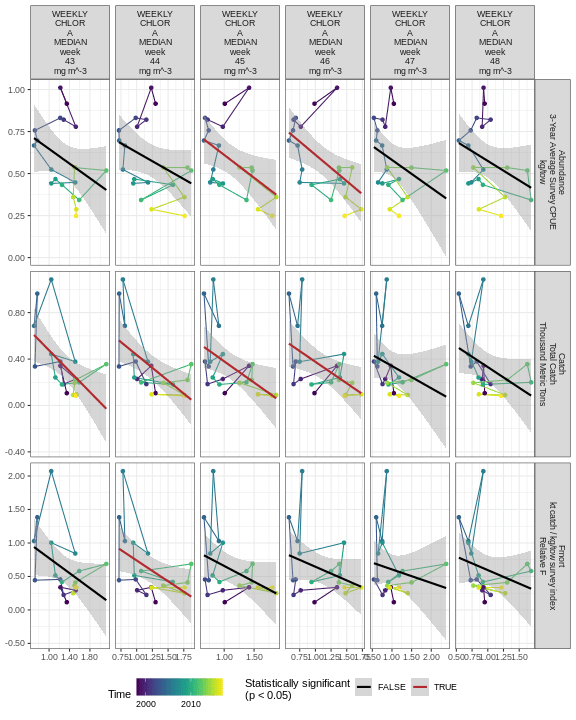 WEEKLY CHLOR A MEDIAN week 43 mg m^-3
WEEKLY CHLOR A MEDIAN week 44 mg m^-3
WEEKLY CHLOR A MEDIAN week 45 mg m^-3
WEEKLY CHLOR A MEDIAN week 46 mg m^-3
WEEKLY CHLOR A MEDIAN week 47 mg m^-3
WEEKLY CHLOR A MEDIAN week 48 mg m^-3
1.00
0.75
0.50
0.25
0.00
Abundance
3-Year Average Survey CPUE
kg/tow
0.80
0.40
0.00
-0.40
Catch
Total Catch
Thousand Metric Tons
2.00
1.50
1.00
0.50
0.00
-0.50
Fmort
Relative F
kt catch / kg/tow survey index
1.00 1.40 1.80
0.75 1.00 1.25 1.50 1.75
1.00 1.50
0.75 1.00 1.25 1.50 1.75
0.50 1.00 1.50 2.00
0.50 0.75 1.00 1.25 1.50
Time
2000 2010
Statistically significant
(p < 0.05)
FALSE TRUE